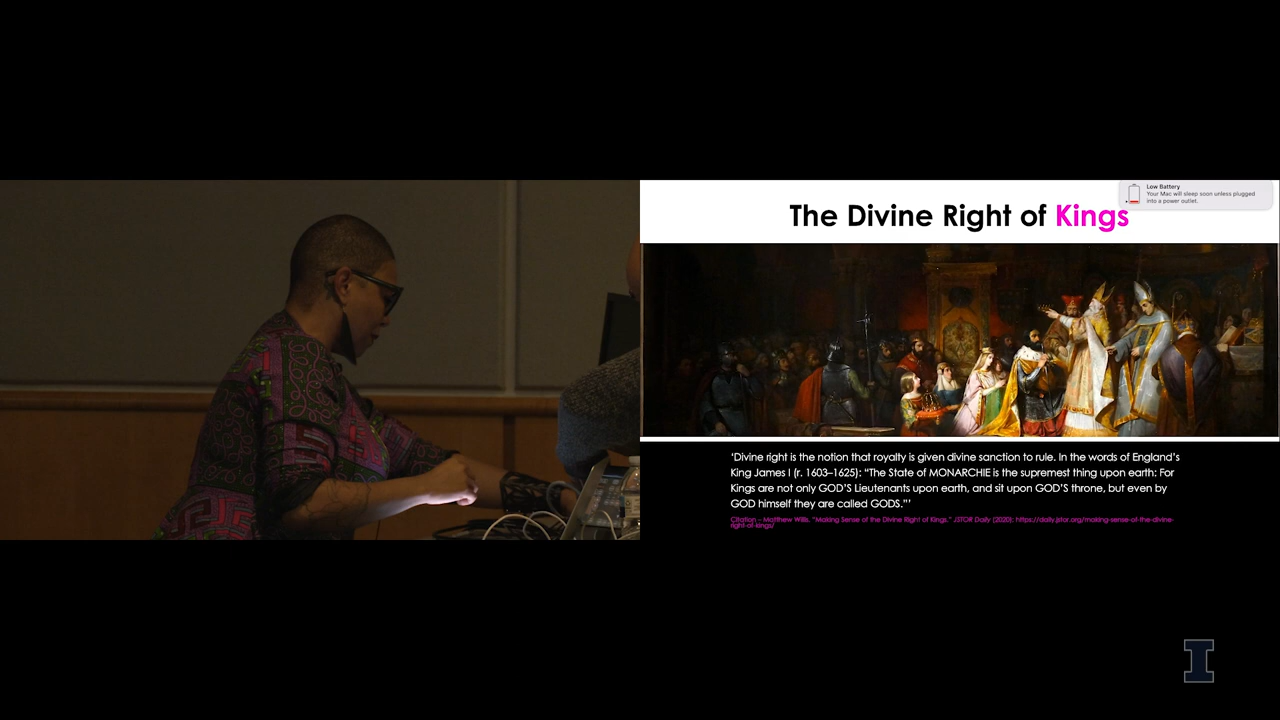 Low Battery
Your Mac will sleep soon unless plugged
into a power outlet.
The Divine Right of Kings
‘Divine right is the notion that royalty is given divine sanction to rule. In the words of England’s
King James I (r. 1603–1625): “The State of MONARCHIE is the supremest thing upon earth: For
Kings are not only GOD’S Lieutenants upon earth, and sit upon GOD’S throne, but even by
GOD himself they are called GODS.”’
Citation – Matthew Wills, “Making Sense of the Divine Right of Kings,” JSTOR Daily (2020): https://daily.jstor.org/making-sense-of-the-divine-
right-of-kings/
I